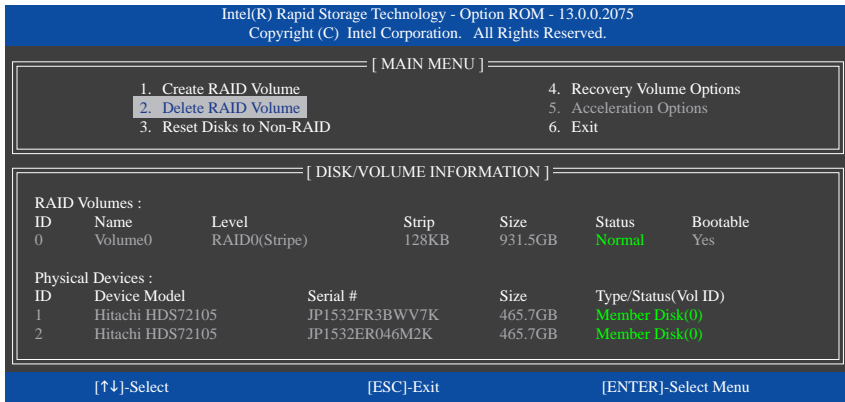 Intel(R) Rapid Storage Technology - Option ROM - 13.0.0.2075
Copyright (C) Intel Corporation. All Rights Reserved.
[ MAIN MENU ]
1. Create RAID Volume 4. Recovery Volume Options
2. Delete RAID Volume 5. Acceleration Options
3. Reset Disks to Non-RAID 6. Exit
[ DISK/VOLUME INFORMATION ]
RAID Volumes :
ID Name Level Strip Size Status Bootable
0 Volume0 RAID0(Stripe) 128KB 931.5GB Normal Yes
Physical Devices :
ID Device Model Serial # Size Type/Status(Vol ID)
1 Hitachi HDS72105 JP1532FR3BWV7K 465.7GB Member Disk(0)
2 Hitachi HDS72105 JP1532ER046M2K 465.7GB Member Disk(0)
[↑↓]-Select [ESC]-Exit [ENTER]-Select Menu